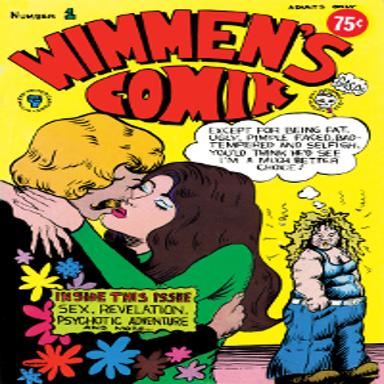 NUMBER 1
ADULTS ONLY
75¢
WIMMEN'S
COMIX
EXCEPT FOR BEING FAT,
UGLY, PIMPLE FACED, BAD-
TEMPERED AND SELFISH,
YOU'D THINK HE'D SEE
I'M A MUCH BETTER
CHOICE!
INSIDE THIS ISSUE
SEX, REVELATION,
PSYCHOTIC ADVENTURE
AND MORE